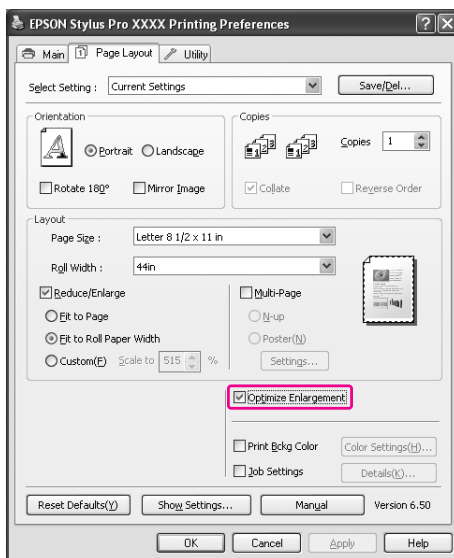 EPSON Stylus Pro XXXX Printing Preferences
Main Page Layout Utility
Select Setting : Current Settings Save/Del...
Orientation
Portrait Landscape
Rotate 180° Mirror Image
Copies
Copies 1
Collate Reverse Order
Layout
Page Size : Letter 8 1/2 x 11 in
Roll Width : 44in
Reduce/Enlarge
Fit to Page
Fit to Roll Paper Width
Custom(F) Scale to 515 %
Multi-Page
N-up
Poster(N)
Settings...
Optimize Enlargement
Print Bckg Color Color Settings(H)...
Job Settings Details(K)...
Reset Defaults(Y) Show Settings... Manual Version 6.50
OK Cancel Apply Help